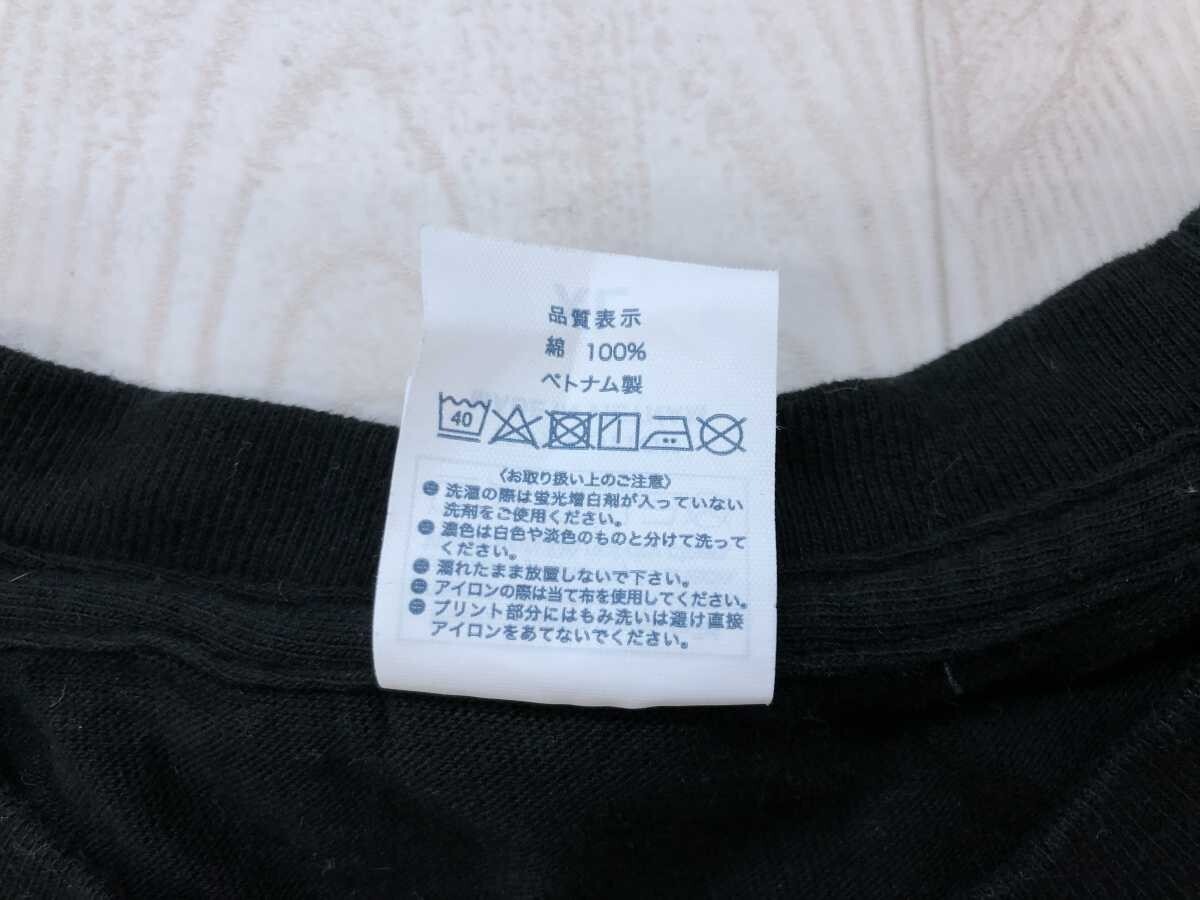 品質表示
綿 100%
ベトナム製
40
〈お取り扱い上のご注意〉
洗濯の際は蛍光増白剤が入っていない
洗剤をご使用ください。
濃色は白色や淡色のものと分けて洗って
ください。
濡れたまま放置しないで下さい。
アイロンの際は当て布を使用してください。
プリント部分にはもみ洗いは避け直接
アイロンをあてないでください。